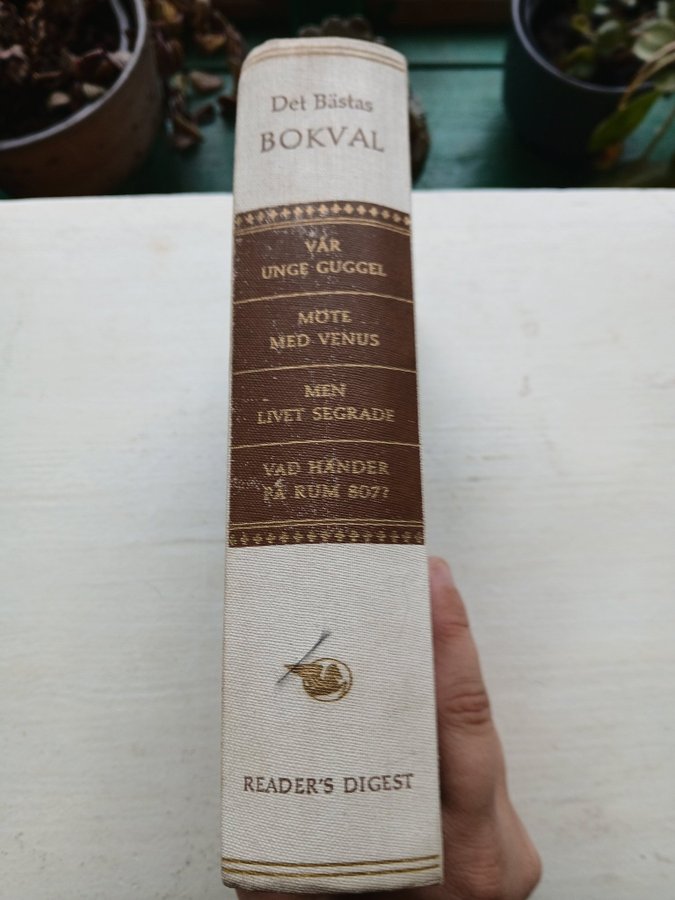 Det Bästas
BOKVAL
VÅR
UNGE GUGGEL
MÖTE
MED VENUS
MEN
LIVET SEGRADE
VAD HÄNDER
PÅ RUM 807?
READER'S DIGEST